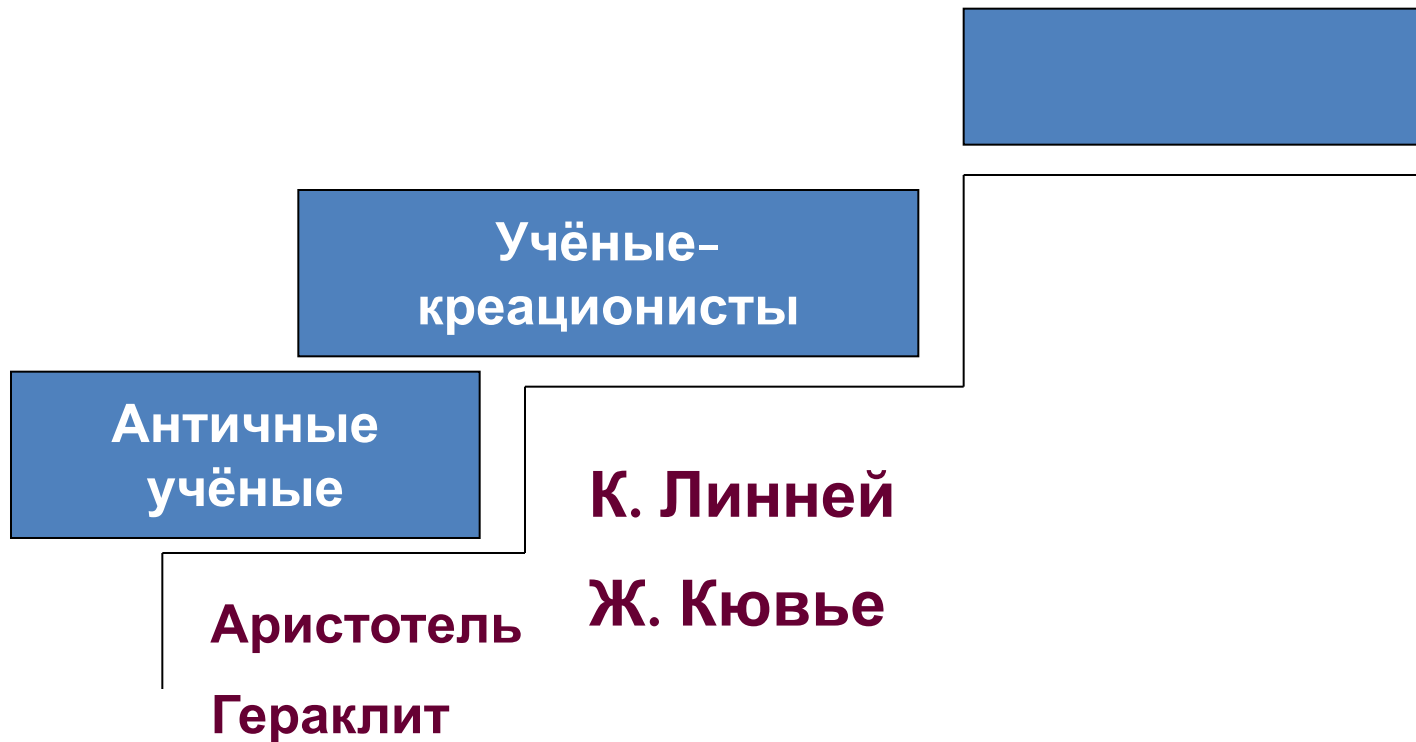 Учёные-
креационисты
Античные
учёные
К. Линней
Ж. Кювье
Аристотель
Гераклит